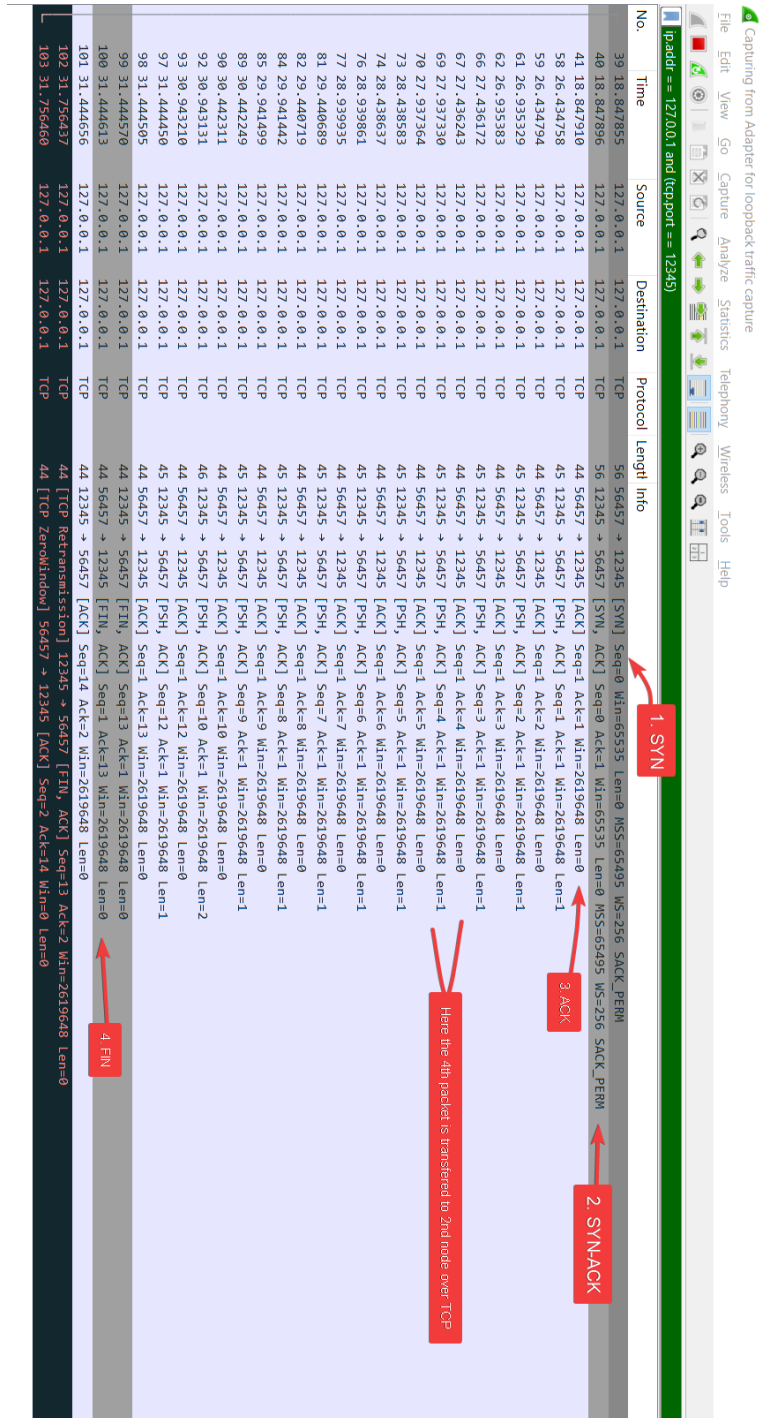 Capturing from Adapter for loopback traffic capture
File Edit View Go Capture Analyze Statistics Telephony Wireless Tools Help
ip.addr == 127.0.0.1 and (tcp.port == 12345)
No. Time Source Destination Protocol Lengtl Info
39 18.847855 127.0.0.1 127.0.0.1 TCP 56 56457 → 12345 [SYN] Seq=0 Win=65535 Len=0 MSS=65495 WS=256 SACK_PERM
40 18.847896 127.0.0.1 127.0.0.1 TCP 56 12345 → 56457 [SYN, ACK] Seq=0 Ack=1 Win=65535 Len=0 MSS=65495 WS=256 SACK_PERM
41 18.847910 127.0.0.1 127.0.0.1 TCP 44 56457 → 12345 [ACK] Seq=1 Ack=1 Win=2619648 Len=0
58 26.434758 127.0.0.1 127.0.0.1 TCP 45 12345 → 56457 [PSH, ACK] Seq=1 Ack=1 Win=2619648 Len=1
59 26.434794 127.0.0.1 127.0.0.1 TCP 44 56457 → 12345 [ACK] Seq=1 Ack=2 Win=2619648 Len=0
61 26.935329 127.0.0.1 127.0.0.1 TCP 45 12345 → 56457 [PSH, ACK] Seq=2 Ack=1 Win=2619648 Len=1
62 26.935383 127.0.0.1 127.0.0.1 TCP 44 56457 → 12345 [ACK] Seq=1 Ack=3 Win=2619648 Len=0
66 27.436172 127.0.0.1 127.0.0.1 TCP 45 12345 → 56457 [PSH, ACK] Seq=3 Ack=1 Win=2619648 Len=1
67 27.436243 127.0.0.1 127.0.0.1 TCP 44 56457 → 12345 [ACK] Seq=1 Ack=4 Win=2619648 Len=0
69 27.937330 127.0.0.1 127.0.0.1 TCP 45 12345 → 56457 [PSH, ACK] Seq=4 Ack=1 Win=2619648 Len=1
70 27.937364 127.0.0.1 127.0.0.1 TCP 44 56457 → 12345 [ACK] Seq=1 Ack=5 Win=2619648 Len=0
73 28.438583 127.0.0.1 127.0.0.1 TCP 45 12345 → 56457 [PSH, ACK] Seq=5 Ack=1 Win=2619648 Len=1
74 28.438637 127.0.0.1 127.0.0.1 TCP 44 56457 → 12345 [ACK] Seq=1 Ack=6 Win=2619648 Len=0
76 28.939861 127.0.0.1 127.0.0.1 TCP 45 12345 → 56457 [PSH, ACK] Seq=6 Ack=1 Win=2619648 Len=1
77 28.939935 127.0.0.1 127.0.0.1 TCP 44 56457 → 12345 [ACK] Seq=1 Ack=7 Win=2619648 Len=0
81 29.440689 127.0.0.1 127.0.0.1 TCP 45 12345 → 56457 [PSH, ACK] Seq=7 Ack=1 Win=2619648 Len=1
82 29.440719 127.0.0.1 127.0.0.1 TCP 44 56457 → 12345 [ACK] Seq=1 Ack=8 Win=2619648 Len=0
84 29.941442 127.0.0.1 127.0.0.1 TCP 45 12345 → 56457 [PSH, ACK] Seq=8 Ack=1 Win=2619648 Len=1
85 29.941499 127.0.0.1 127.0.0.1 TCP 44 56457 → 12345 [ACK] Seq=1 Ack=9 Win=2619648 Len=0
89 30.442249 127.0.0.1 127.0.0.1 TCP 45 12345 → 56457 [PSH, ACK] Seq=9 Ack=1 Win=2619648 Len=1
90 30.442311 127.0.0.1 127.0.0.1 TCP 44 56457 → 12345 [ACK] Seq=1 Ack=10 Win=2619648 Len=0
92 30.943131 127.0.0.1 127.0.0.1 TCP 46 12345 → 56457 [PSH, ACK] Seq=10 Ack=1 Win=2619648 Len=2
93 30.943210 127.0.0.1 127.0.0.1 TCP 44 56457 → 12345 [ACK] Seq=1 Ack=12 Win=2619648 Len=0
97 31.444450 127.0.0.1 127.0.0.1 TCP 45 12345 → 56457 [PSH, ACK] Seq=12 Ack=1 Win=2619648 Len=1
98 31.444505 127.0.0.1 127.0.0.1 TCP 44 56457 → 12345 [ACK] Seq=1 Ack=13 Win=2619648 Len=0
99 31.444570 127.0.0.1 127.0.0.1 TCP 44 12345 → 56457 [FIN, ACK] Seq=13 Ack=1 Win=2619648 Len=0
100 31.444613 127.0.0.1 127.0.0.1 TCP 44 56457 → 12345 [FIN, ACK] Seq=1 Ack=13 Win=2619648 Len=0
101 31.444656 127.0.0.1 127.0.0.1 TCP 44 12345 → 56457 [ACK] Seq=14 Ack=2 Win=2619648 Len=0
102 31.756437 127.0.0.1 127.0.0.1 TCP 44 [TCP Retransmission] 12345 → 56457 [FIN, ACK] Seq=13 Ack=2 Win=2619648 Len=0
103 31.756460 127.0.0.1 127.0.0.1 TCP 44 [TCP ZeroWindow] 56457 → 12345 [ACK] Seq=2 Ack=14 Win=0 Len=0
1. SYN
2. SYN-ACK
3. ACK
Here the 4th packet is transfered to 2nd node over TCP
4. FIN